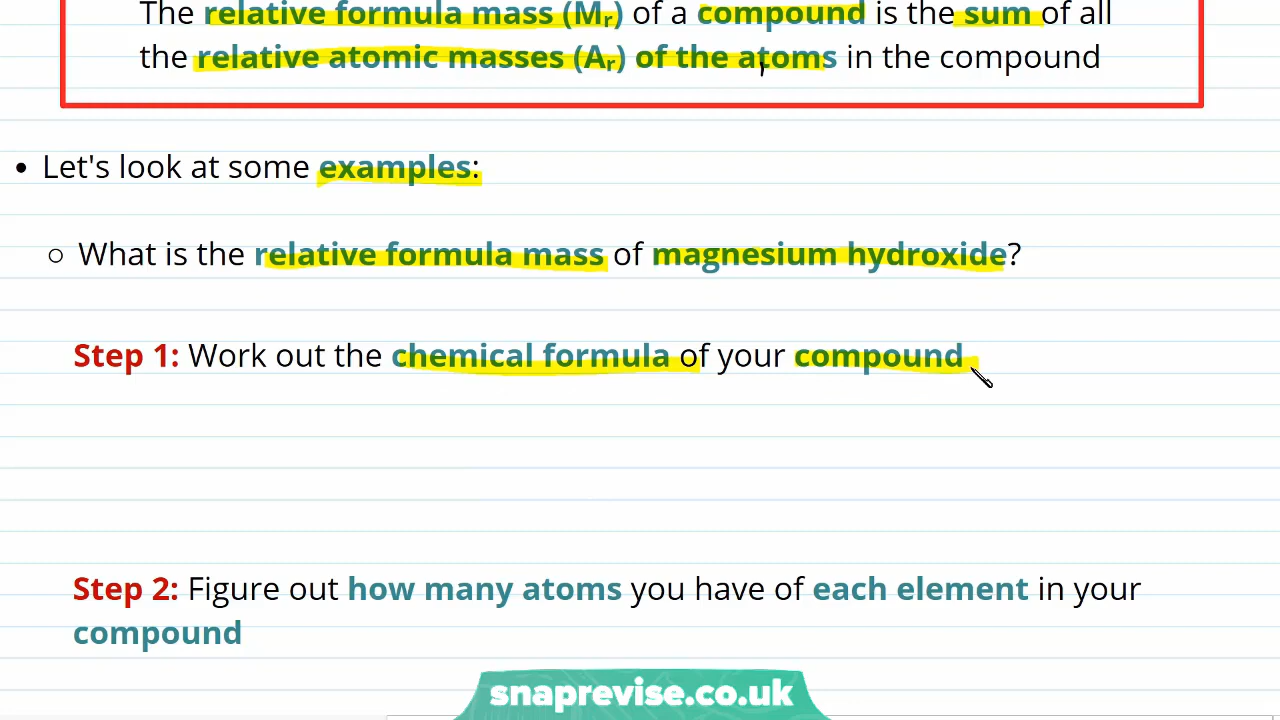 The relative formula mass (Mᵣ) of a compound is the sum of all
the relative atomic masses (Aᵣ) of the atoms in the compound
• Let's look at some examples:
○ What is the relative formula mass of magnesium hydroxide?
Step 1: Work out the chemical formula of your compound
Step 2: Figure out how many atoms you have of each element in your
compound
snaprevise.co.uk